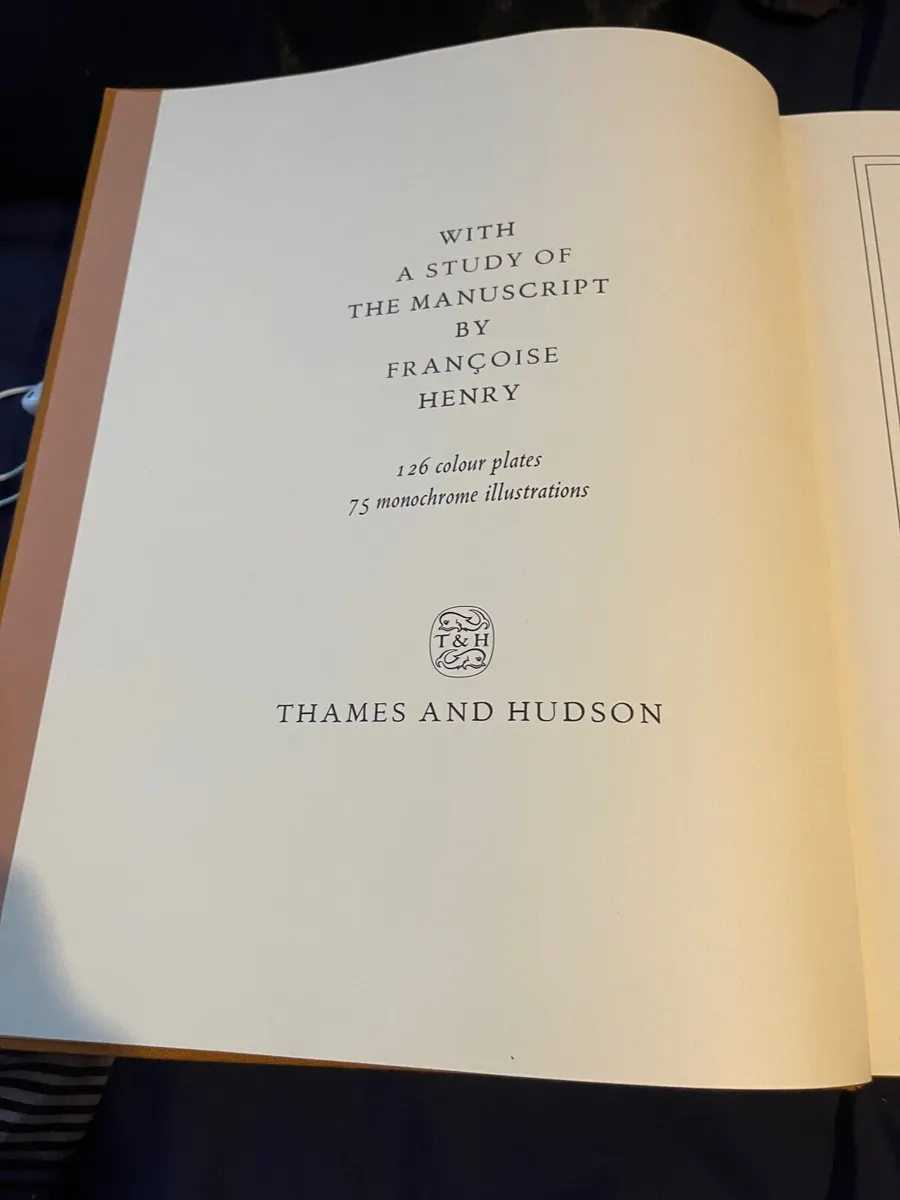 WITH
A STUDY OF
THE MANUSCRIPT
BY
FRANÇOISE
HENRY
126 colour plates
75 monochrome illustrations
T & H
THAMES AND HUDSON